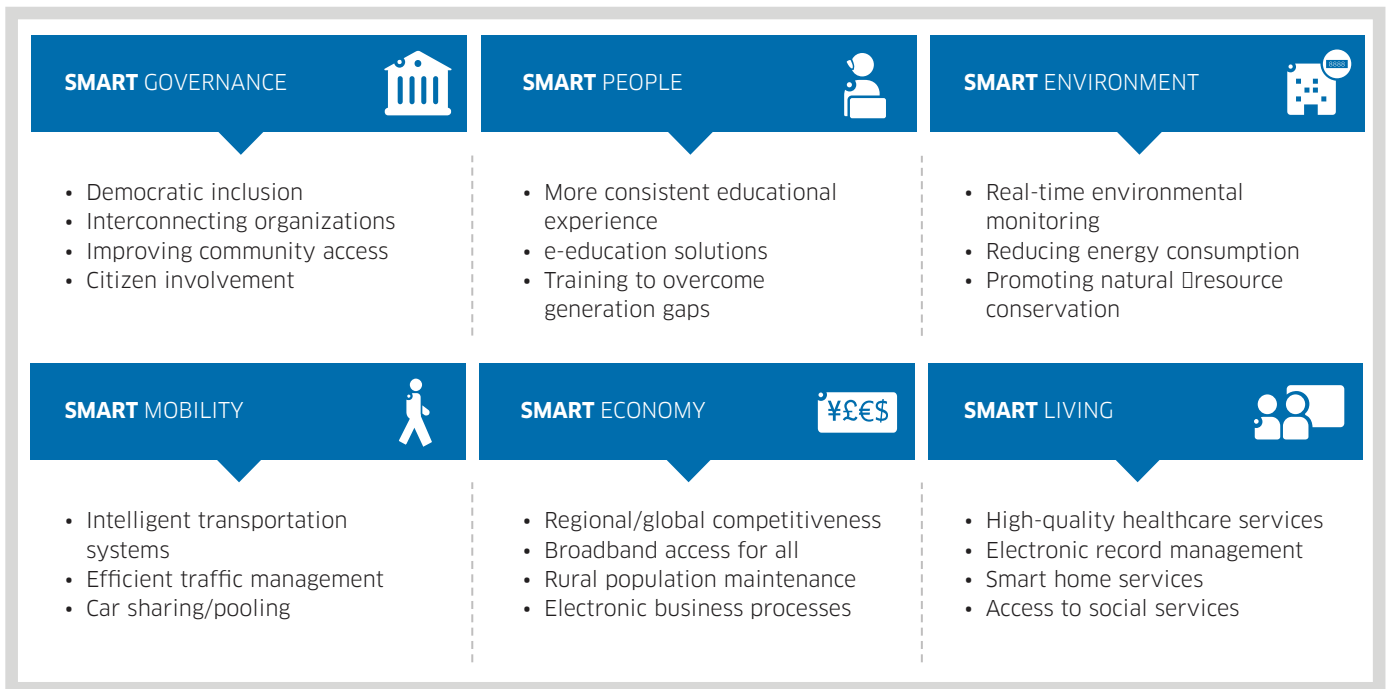 SMART GOVERNANCE
• Democratic inclusion
• Interconnecting organizations
• Improving community access
• Citizen involvement
SMART PEOPLE
• More consistent educational
experience
• e-education solutions
• Training to overcome
generation gaps
SMART ENVIRONMENT
8888
• Real-time environmental
monitoring
• Reducing energy consumption
• Promoting natural ▯resource
conservation
SMART MOBILITY
• Intelligent transportation
systems
• Efficient traffic management
• Car sharing/pooling
SMART ECONOMY
¥£€$
• Regional/global competitiveness
• Broadband access for all
• Rural population maintenance
• Electronic business processes
SMART LIVING
• High-quality healthcare services
• Electronic record management
• Smart home services
• Access to social services